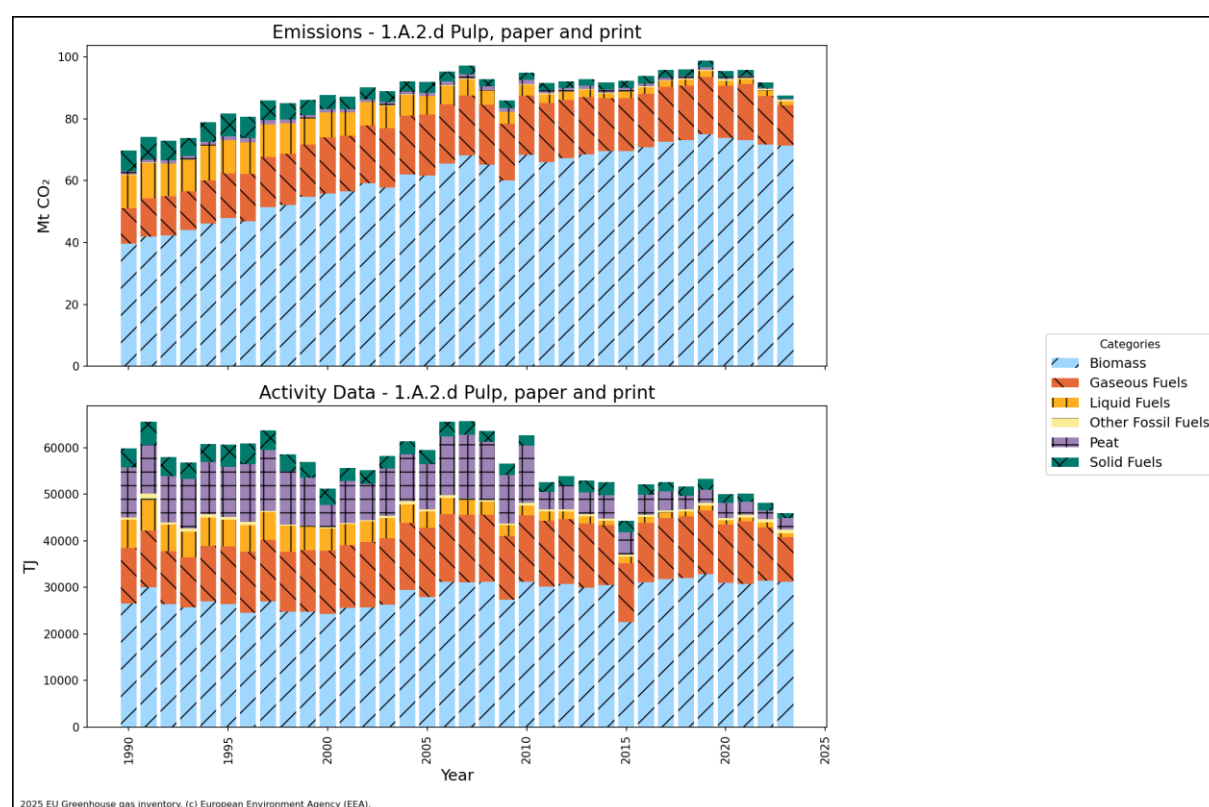 Emissions - 1.A.2.d Pulp, paper and print
100
80
60
40
20
0
Mt CO₂
Categories
Biomass
Gaseous Fuels
Liquid Fuels
Other Fossil Fuels
Peat
Solid Fuels
Activity Data - 1.A.2.d Pulp, paper and print
60000
50000
40000
30000
20000
10000
0
TJ
1990
1995
2000
2005
2010
2015
2020
2025
Year
2025 EU Greenhouse gas inventory, (c) European Environment Agency (EEA).